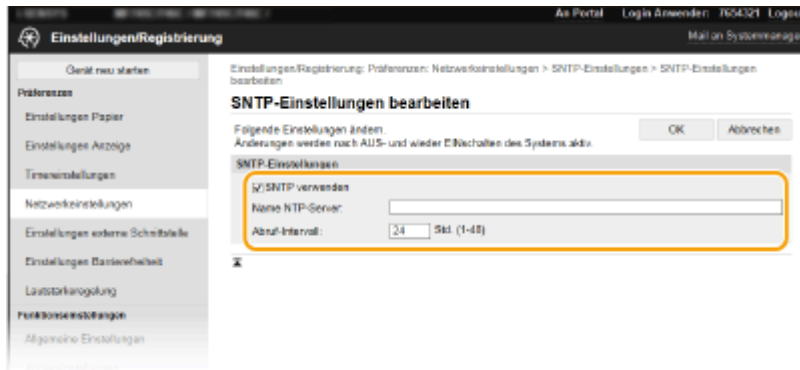 An Portal Login Anwender: 7654321 Logou
Einstellungen/Registrierung
Mail an Systemmanage
Gerät neu starten
Präferenzen
Einstellungen Papier
Einstellungen Anzeige
Timereinstellungen
Netzwerkeinstellungen
Einstellungen externe Schnittstelle
Einstellungen Barrierefreiheit
Lautstärkeregelung
Funktionseinstellungen
Allgemeine Einstellungen
Einstellungen/Registrierung: Präferenzen: Netzwerkeinstellungen > SNTP-Einstellungen > SNTP-Einstellungen
bearbeiten
SNTP-Einstellungen bearbeiten
Folgende Einstellungen ändern.
Änderungen werden nach AUS- und wieder EINschalten des Systems aktiv.
OK Abbrechen
SNTP-Einstellungen
SNTP verwenden
Name NTP-Server:
Abruf-Intervall: 24 Std. (1-48)